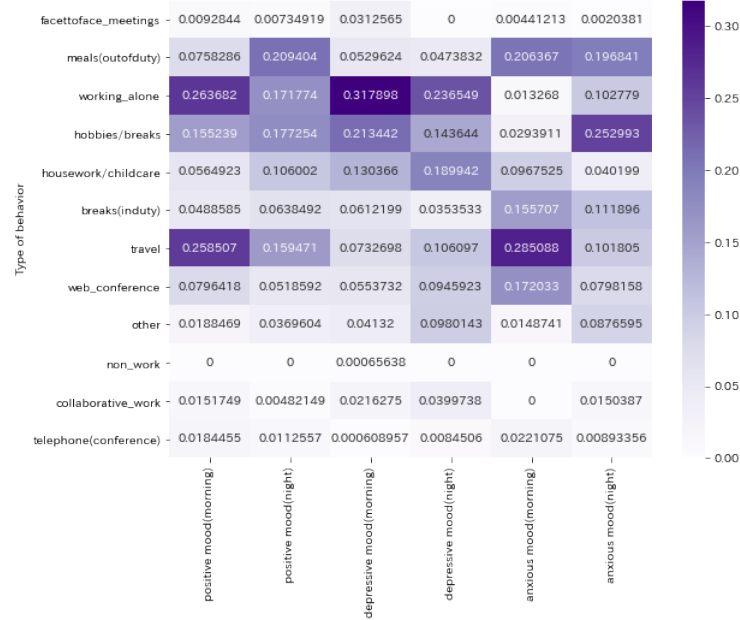 facettoface_meetings 0.0092844 0.00734919 0.0312565 0 0.00441213 0.0020381
meals(outofduty) 0.0758286 0.209404 0.0529624 0.0473832 0.206367 0.196841
working_alone 0.263682 0.171774 0.317898 0.236549 0.013268 0.102779
hobbies/breaks 0.155239 0.177254 0.213442 0.143644 0.0293911 0.252993
housework/childcare 0.0564923 0.106002 0.130366 0.189942 0.0967525 0.040199
breaks(induty) 0.0488585 0.0638492 0.0612199 0.0353533 0.155707 0.111896
travel 0.258507 0.159471 0.0732698 0.106097 0.285088 0.101805
web_conference 0.0796418 0.0518592 0.0553732 0.0945923 0.172033 0.0798158
other 0.0188469 0.0369604 0.04132 0.0980143 0.0148741 0.0876595
non_work 0 0 0.00065638 0 0 0
collaborative_work 0.0151749 0.00482149 0.0216275 0.0399738 0 0.0150387
telephone(conference) 0.0184455 0.0112557 0.000608957 0.0084506 0.0221075 0.00893356
Type of behavior
positive mood(morning)
positive mood(night)
depressive mood(morning)
depressive mood(night)
anxious mood(morning)
anxious mood(night)
0.30
0.25
0.20
0.15
0.10
0.05
0.00